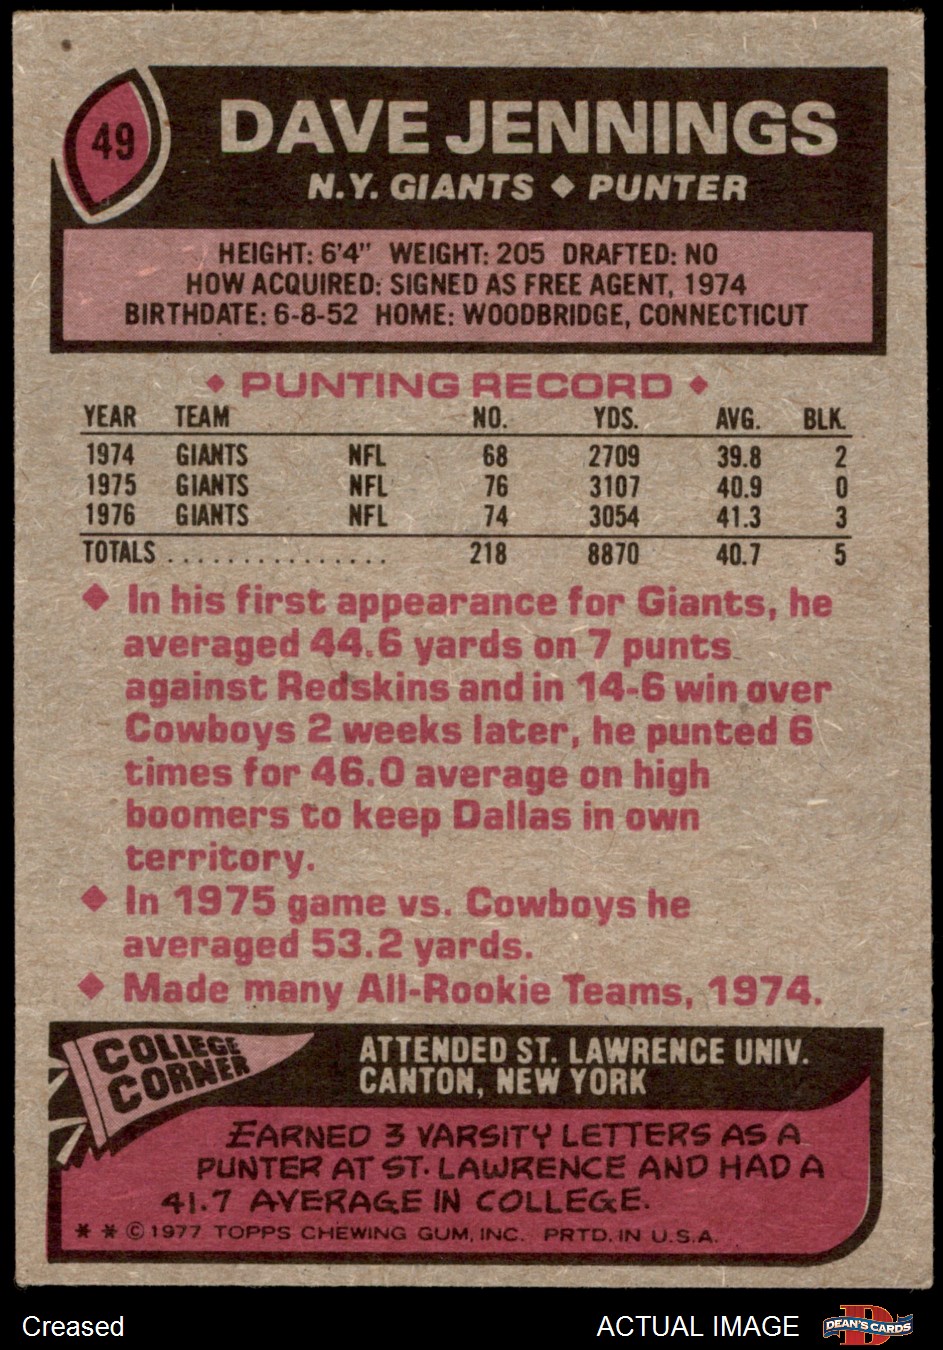 49
DAVE JENNINGS
N.Y. GIANTS ◆ PUNTER
HEIGHT: 6'4" WEIGHT: 205 DRAFTED: NO
HOW ACQUIRED: SIGNED AS FREE AGENT, 1974
BIRTHDATE: 6-8-52 HOME: WOODBRIDGE, CONNECTICUT
◆ PUNTING RECORD ◆
YEAR TEAM NO. YDS. AVG. BLK.
1974 GIANTS NFL 68 2709 39.8 2
1975 GIANTS NFL 76 3107 40.9 0
1976 GIANTS NFL 74 3054 41.3 3
TOTALS . . . . . . . . . . . . . . . 218 8870 40.7 5
◆ In his first appearance for Giants, he
averaged 44.6 yards on 7 punts
against Redskins and in 14-6 win over
Cowboys 2 weeks later, he punted 6
times for 46.0 average on high
boomers to keep Dallas in own
territory.
◆ In 1975 game vs. Cowboys he
averaged 53.2 yards.
◆ Made many All-Rookie Teams, 1974.
COLLEGE
CORNER
ATTENDED ST. LAWRENCE UNIV.
CANTON, NEW YORK
EARNED 3 VARSITY LETTERS AS A
PUNTER AT ST. LAWRENCE AND HAD A
41.7 AVERAGE IN COLLEGE.
* * © 1977 TOPPS CHEWING GUM, INC. PRTD. IN U.S.A.
Creased
ACTUAL IMAGE
D
DEAN'S CARDS